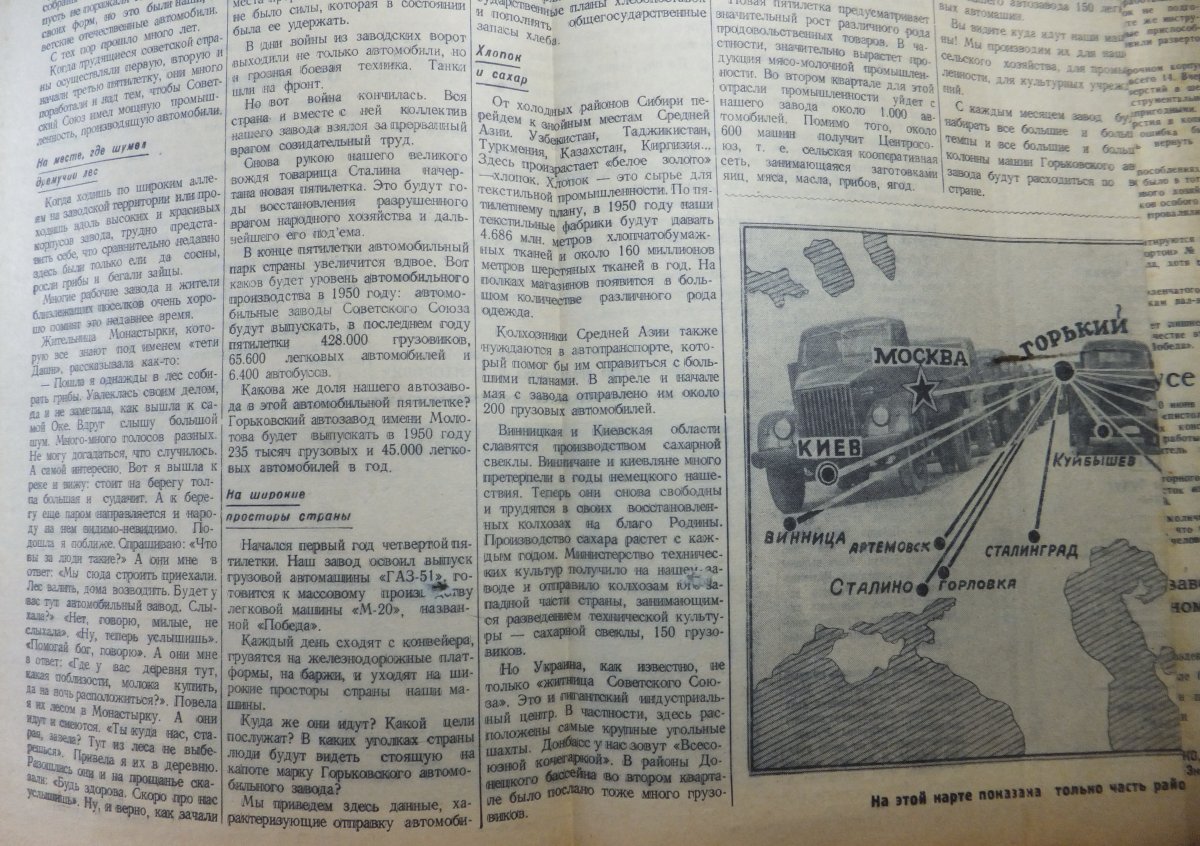 пусть не поражали
своих форм, но это были наши,
ветские отечественные автомобили.
С тех пор прошло много лет.
Когда трудящиеся советской стра-
ны осуществляли первую, вторую и
начали третью пятилетку, они много
поработали и над тем, чтобы Совет-
ский Союз имел мощную промыш-
ленность, производящую автомобили.
На месте, где шумел
дремучий лес
Когда ходишь по широким алле-
ям на заводской территории или про-
ходишь вдоль высоких и красивых
корпусов завода, трудно предста-
вить себе, что сравнительно недавно
здесь были только ели да сосны,
росли грибы и бегали зайцы.
Многие рабочие завода и жители
близлежащих поселков очень хоро-
шо помнят это недавнее время.
Жительница Монастырки, кото-
рую все знают под именем «тети
Даши», рассказывала как-то:
— Пошла я однажды в лес соби-
рать грибы. Увлеклась своим делом,
да и не заметила, как вышла к са-
мой Оке. Вдруг слышу большой
шум. Много-много голосов разных.
Не могу догадаться, что случилось.
А самой интересно. Вот я вышла к
реке и вижу: стоит на берегу тол-
па большая и судачит. А к бере-
гу еще паром направляется и наро-
ду на нем видимо-невидимо. По-
дошла я поближе. Спрашиваю: «Что
вы за люди такие?» А они мне в
ответ: «Мы сюда строить приехали.
Лес валить, дома возводить. Будет у
вас тут автомобильный завод. Слы-
хала?» «Нет, говорю, милые, не
слыхала». «Ну, теперь услышишь».
«Помогай бог, говорю». А они мне
в ответ: «Где у вас деревня тут,
какая поблизости, молока купить,
да на ночь расположиться?». Повела
я их лесом в Монастырку. А они
идут и смеются. «Ты куда нас, ста-
рая, завела? Тут из леса не выбе-
решься». Привела я их в деревню.
Разошлись они и на прощанье ска-
зали: «Будь здорова. Скоро про нас
услышишь». Ну, и верно, как зачали
не было силы, которая в состоянии
была ее удержать.
В дни войны из заводских ворот
выходили не только автомобили, но
и грозная боевая техника. Танки
шли на фронт.
Но вот война кончилась. Вся
страна и вместе с ней коллектив
нашего завода взялся за прерванный
врагом созидательный труд.
Снова рукою нашего великого
вождя товарища Сталина начер-
тана новая пятилетка. Это будут го-
ды восстановления разрушенного
врагом народного хозяйства и даль-
нейшего его под'ема.
В конце пятилетки автомобильный
парк страны увеличится вдвое. Вот
каков будет уровень автомобильного
производства в 1950 году: автомо-
бильные заводы Советского Союза
будут выпускать, в последнем году
пятилетки 428.000 грузовиков,
65.600 легковых автомобилей и
6.400 автобусов.
Какова же доля нашего автозаво-
да в этой автомобильной пятилетке?
Горьковский автозавод имени Моло-
това будет выпускать в 1950 году
235 тысяч грузовых и 45.000 легко-
вых автомобилей в год.
На широкие
просторы страны
Начался первый год четвертой пя-
тилетки. Наш завод освоил выпуск
грузовой автомашины «ГАЗ-51», го-
товится к массовому
легковой машины «М-20», назван-
ной «Победа».
Каждый день сходят с конвейера,
грузятся на железнодорожные плат-
формы, на баржи, и уходят на ши-
рокие просторы страны наши ма-
шины.
Куда же они идут? Какой цели
послужат? В каких уголках страны
люди будут видеть стоящую на
капоте марку Горьковского автомо-
бильного завода?
Мы приведем здесь данные, ха-
рактеризующие отправку автомоби-
и пополнять общегосударственные
запасы хлеба.
Хлопок
и сахар
От холодных районов Сибири пе-
рейдем к знойным местам Средней
Азии. Узбекистан, Таджикистан,
Туркмения, Казахстан, Киргизия...
Здесь произрастает «белое золото»
—хлопок. Хлопок — это сырье для
текстильной промышленности. По пя-
тилетнему плану, в 1950 году наши
текстильные фабрики будут давать
4.686 млн. метров хлопчатобумаж-
ных тканей и около 160 миллионов
метров шерстяных тканей в год. На
полках магазинов появится в боль-
шом количестве различного рода
одежда.
Колхозники Средней Азии также
нуждаются в автотранспорте, кото-
рый помог бы им справиться с боль-
шими планами. В апреле и начале
мая с завода отправлено им около
200 грузовых автомобилей.
Винницкая и Киевская области
славятся производством сахарной
свеклы. Винничане и киевляне много
претерпели в годы немецкого наше-
ствия. Теперь они снова свободны
и трудятся в своих восстановлен-
ных колхозах на благо Родины.
Производство сахара растет с каж-
дым годом. Министерство техничес-
ких культур получило на нашем за-
воде и отправило колхозам юго-за-
падной части страны, занимающим-
ся разведением технической культу-
ры — сахарной свеклы, 150 грузо-
виков.
Но Украина, как известно, не
только «житница Советского Сою-
за». Это и гигантский индустриаль-
ный центр. В частности, здесь рас-
положены самые крупные угольные
шахты. Донбасс у нас зовут «Всесо-
юзной кочегаркой». В районы До-
нецкого бассейна во втором кварта-
ле было послано тоже много грузо-
виков.
Новая пятилетка предусматривает
значительный рост различного рода
продовольственных товаров. В ча-
стности, значительно вырастет про-
дукция мясо-молочной промышлен-
ности. Во втором квартале для этой
отрасли промышленности уйдет с
нашего завода около 1.000 ав-
томобилей. Помимо того, около
600 машин получит Центросо-
юз, т. е. сельская кооперативная
сеть, занимающаяся заготовками
яиц, мяса, масла, грибов, ягод.
нашего автозавода 150
вых автомашин.
Вы видите куда идут наши
ны! Мы производим их для
сельского хозяйства, для
ленности, для культурных
ний.
С каждым месяцем завод
набирать все большие и
темпы и все большие и
колонны машин Горьковского
завода будут расходиться по
стране.
МОСКВА
ГОРЬКИЙ
КИЕВ
КУЙБЫШЕВ
ВИННИЦА
АРТЕМОВСК
СТАЛИНГРАД
СТАЛИНО
ГОРЛОВКА
На этой карте показана только часть